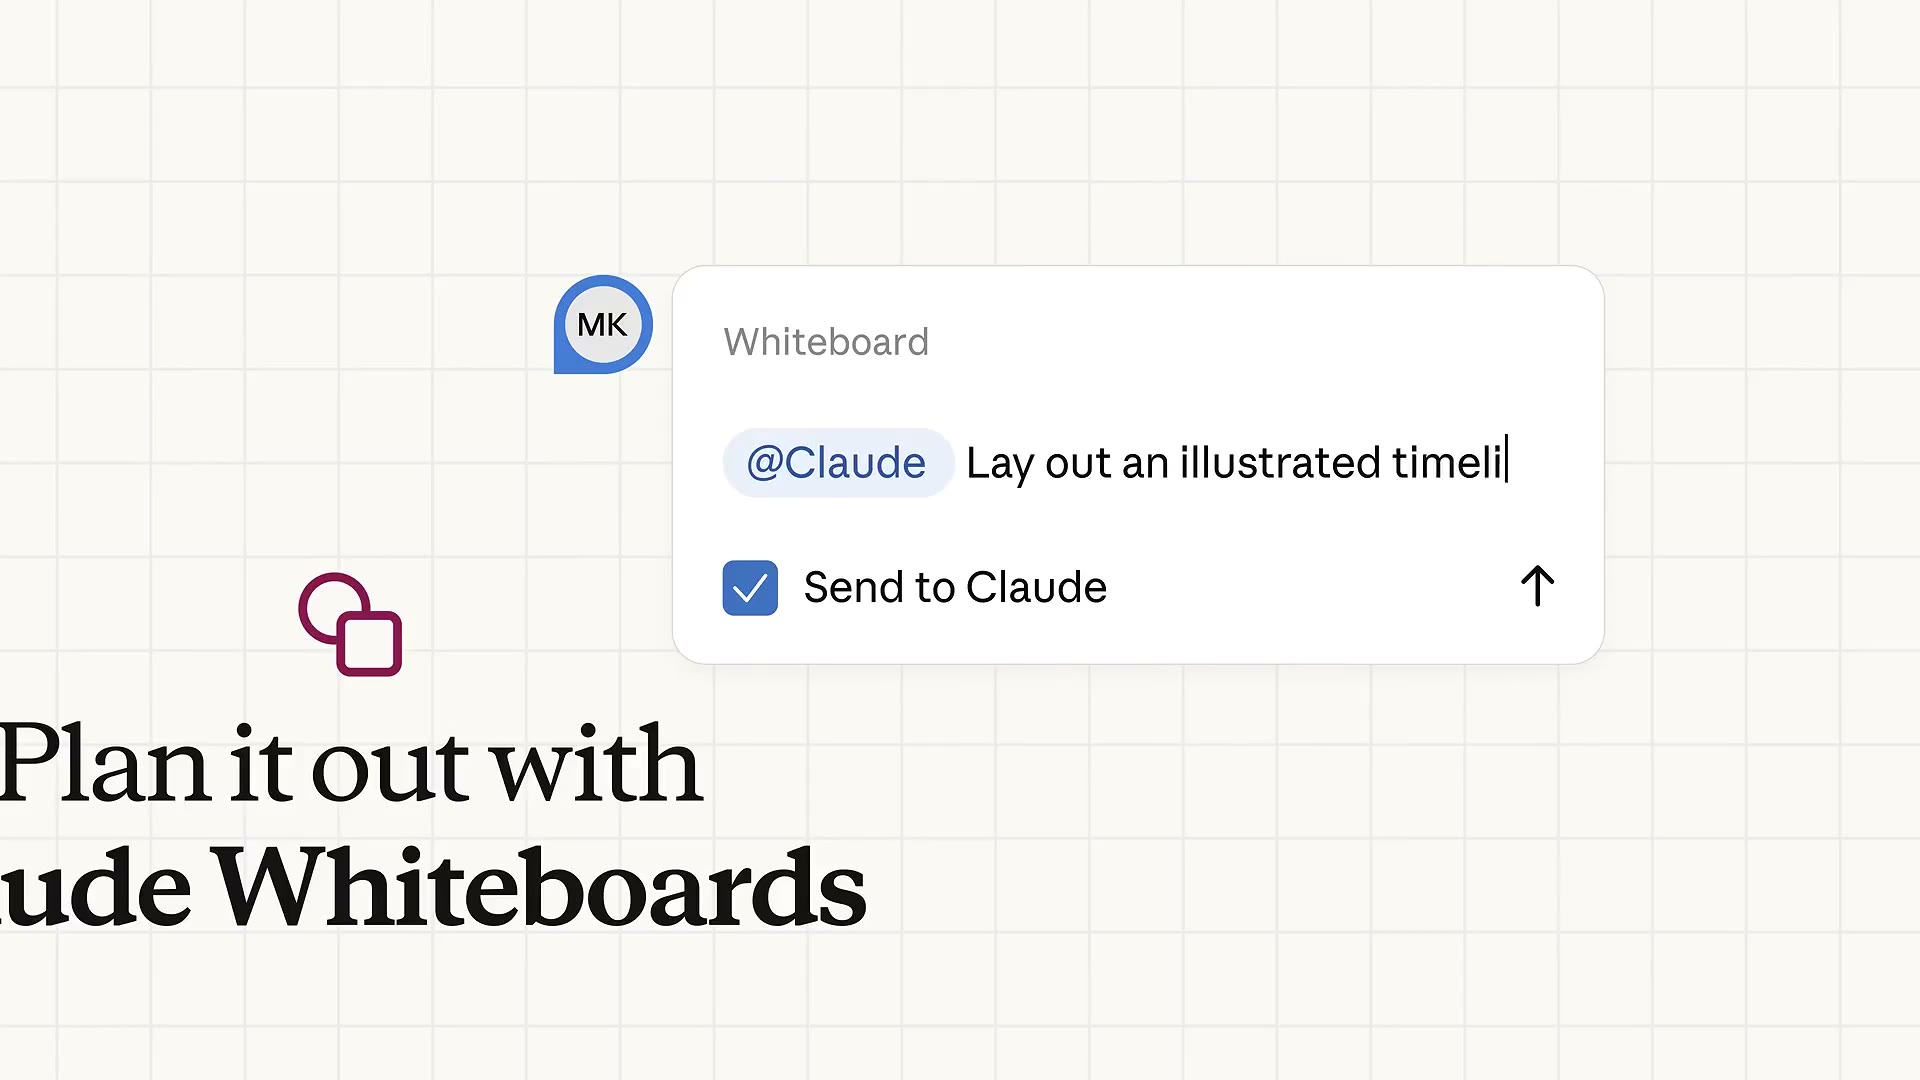 MK
Whiteboard
@Claude Lay out an illustrated timeli
Send to Claude
Plan it out with
ude Whiteboards